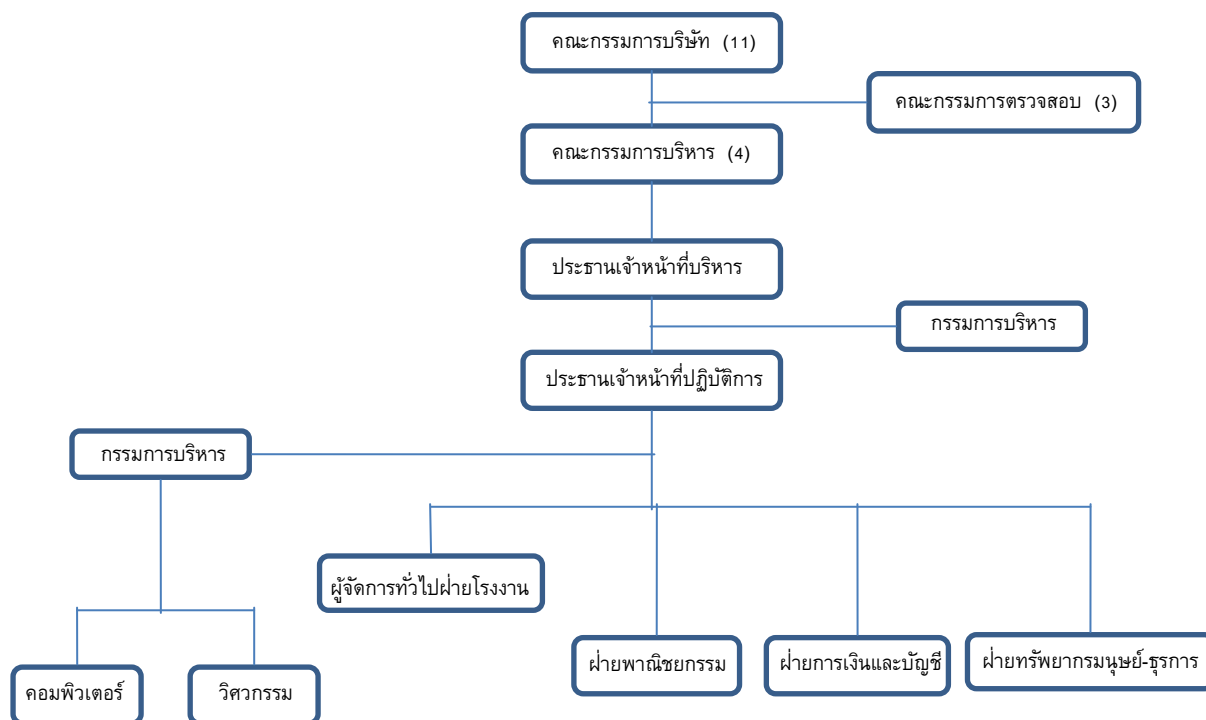 คณะกรรมการบริษัท (11)
คณะกรรมการตรวจสอบ (3)
คณะกรรมการบริหาร (4)
ประธานเจ้าหน้าที่บริหาร
กรรมการบริหาร
ประธานเจ้าหน้าที่ปฏิบัติการ
กรรมการบริหาร
ผู้จัดการทั่วไปฝ่ายโรงงาน
ฝ่ายพาณิชยกรรม
ฝ่ายการเงินและบัญชี
ฝ่ายทรัพยากรมนุษย์-ธุรการ
คอมพิวเตอร์
วิศวกรรม